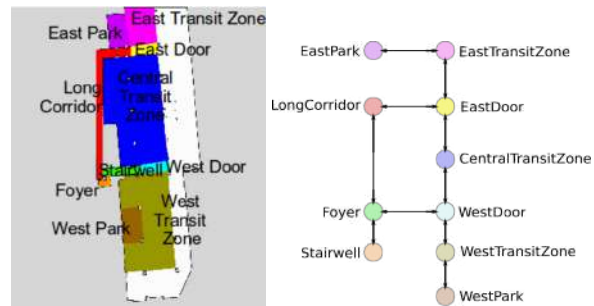 East Transit Zone
East Park
East Door
Long
Corridor
Central
Transit
Zone
Stairwell
West Door
Foyer
West Park
West
Transit
Zone
EastPark
EastTransitZone
LongCorridor
EastDoor
CentralTransitZone
Foyer
WestDoor
Stairwell
WestTransitZone
WestPark